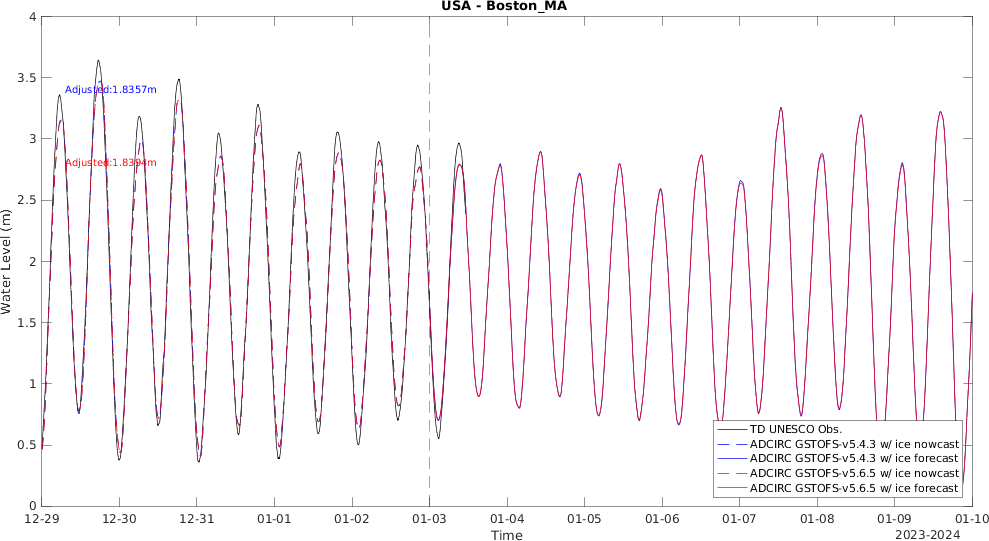 USA - Boston_MA
4
3.5
3
2.5
2
1.5
1
0.5
0
Water Level (m)
Adjusted:1.8357m
Adjusted:1.8394m
TD UNESCO Obs.
ADCIRC GSTOFS-v5.4.3 w/ ice nowcast
ADCIRC GSTOFS-v5.4.3 w/ ice forecast
ADCIRC GSTOFS-v5.6.5 w/ ice nowcast
ADCIRC GSTOFS-v5.6.5 w/ ice forecast
12-29 12-30 12-31 01-01 01-02 01-03 01-04 01-05 01-06 01-07 01-08 01-09 01-10
Time
2023-2024